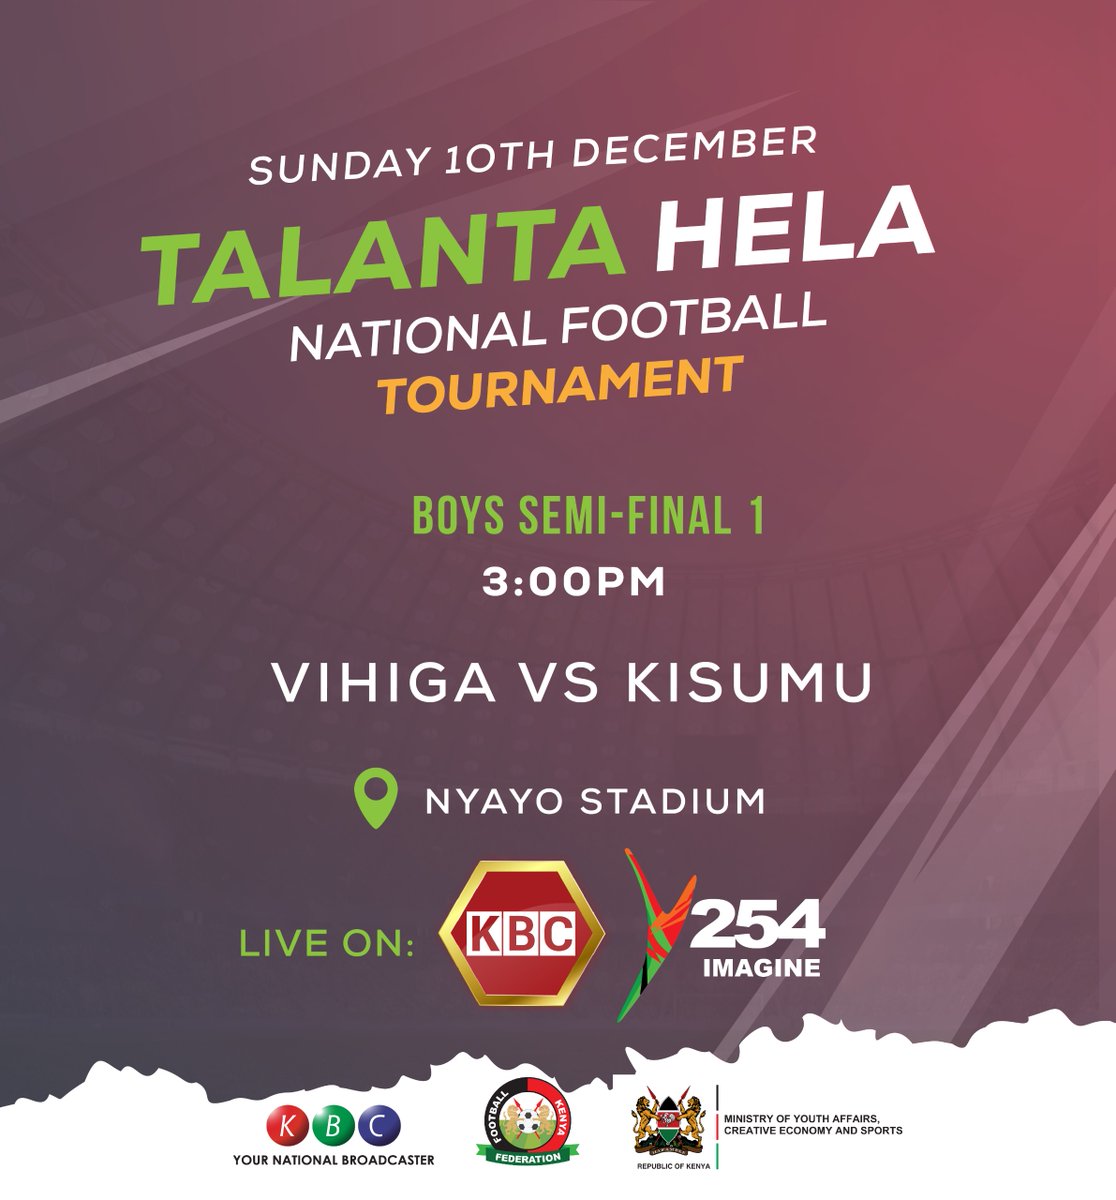 SUNDAY 10TH DECEMBER
TALANTA HELA
NATIONAL FOOTBALL
TOURNAMENT
BOYS SEMI-FINAL 1
3:00PM
VIHIGA VS KISUMU
NYAYO STADIUM
LIVE ON: KBC Y254
IMAGINE
KBC
YOUR NATIONAL BROADCASTER
FOOTBALL KENYA
FEDERATION
HARAMBEE
REPUBLIC OF KENYA
MINISTRY OF YOUTH AFFAIRS,
CREATIVE ECONOMY AND SPORTS